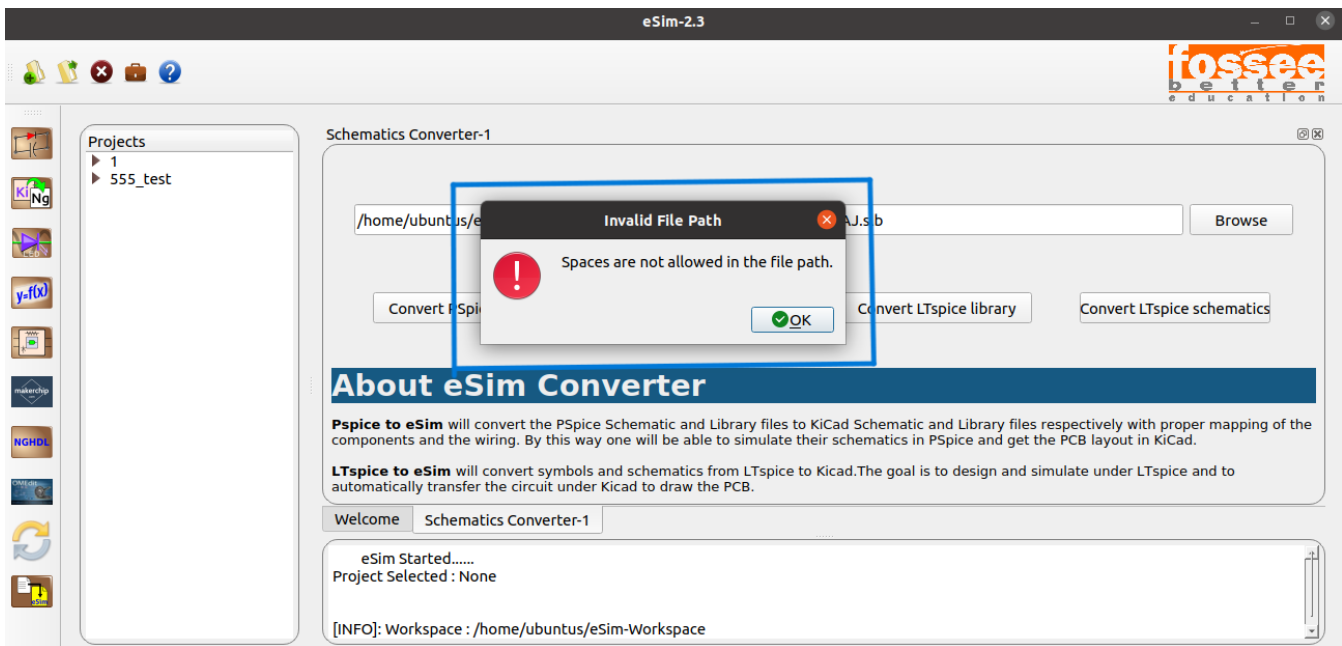 eSim-2.3
fossee
better
education
Projects
1
555_test
Schematics Converter-1
/home/ubuntus/e AJ.slb
Browse
Invalid File Path
Spaces are not allowed in the file path.
OK
Convert PSpi
Convert LTspice library
Convert LTspice schematics
About eSim Converter
Pspice to eSim will convert the PSpice Schematic and Library files to KiCad Schematic and Library files respectively with proper mapping of the
components and the wiring. By this way one will be able to simulate their schematics in PSpice and get the PCB layout in KiCad.
LTspice to eSim will convert symbols and schematics from LTspice to Kicad.The goal is to design and simulate under LTspice and to
automatically transfer the circuit under Kicad to draw the PCB.
Welcome
Schematics Converter-1
eSim Started......
Project Selected : None
[INFO]: Workspace : /home/ubuntus/eSim-Workspace
Ki
Ng
y=f(x)
makerchip
NGHDL
OMEdit
eSim